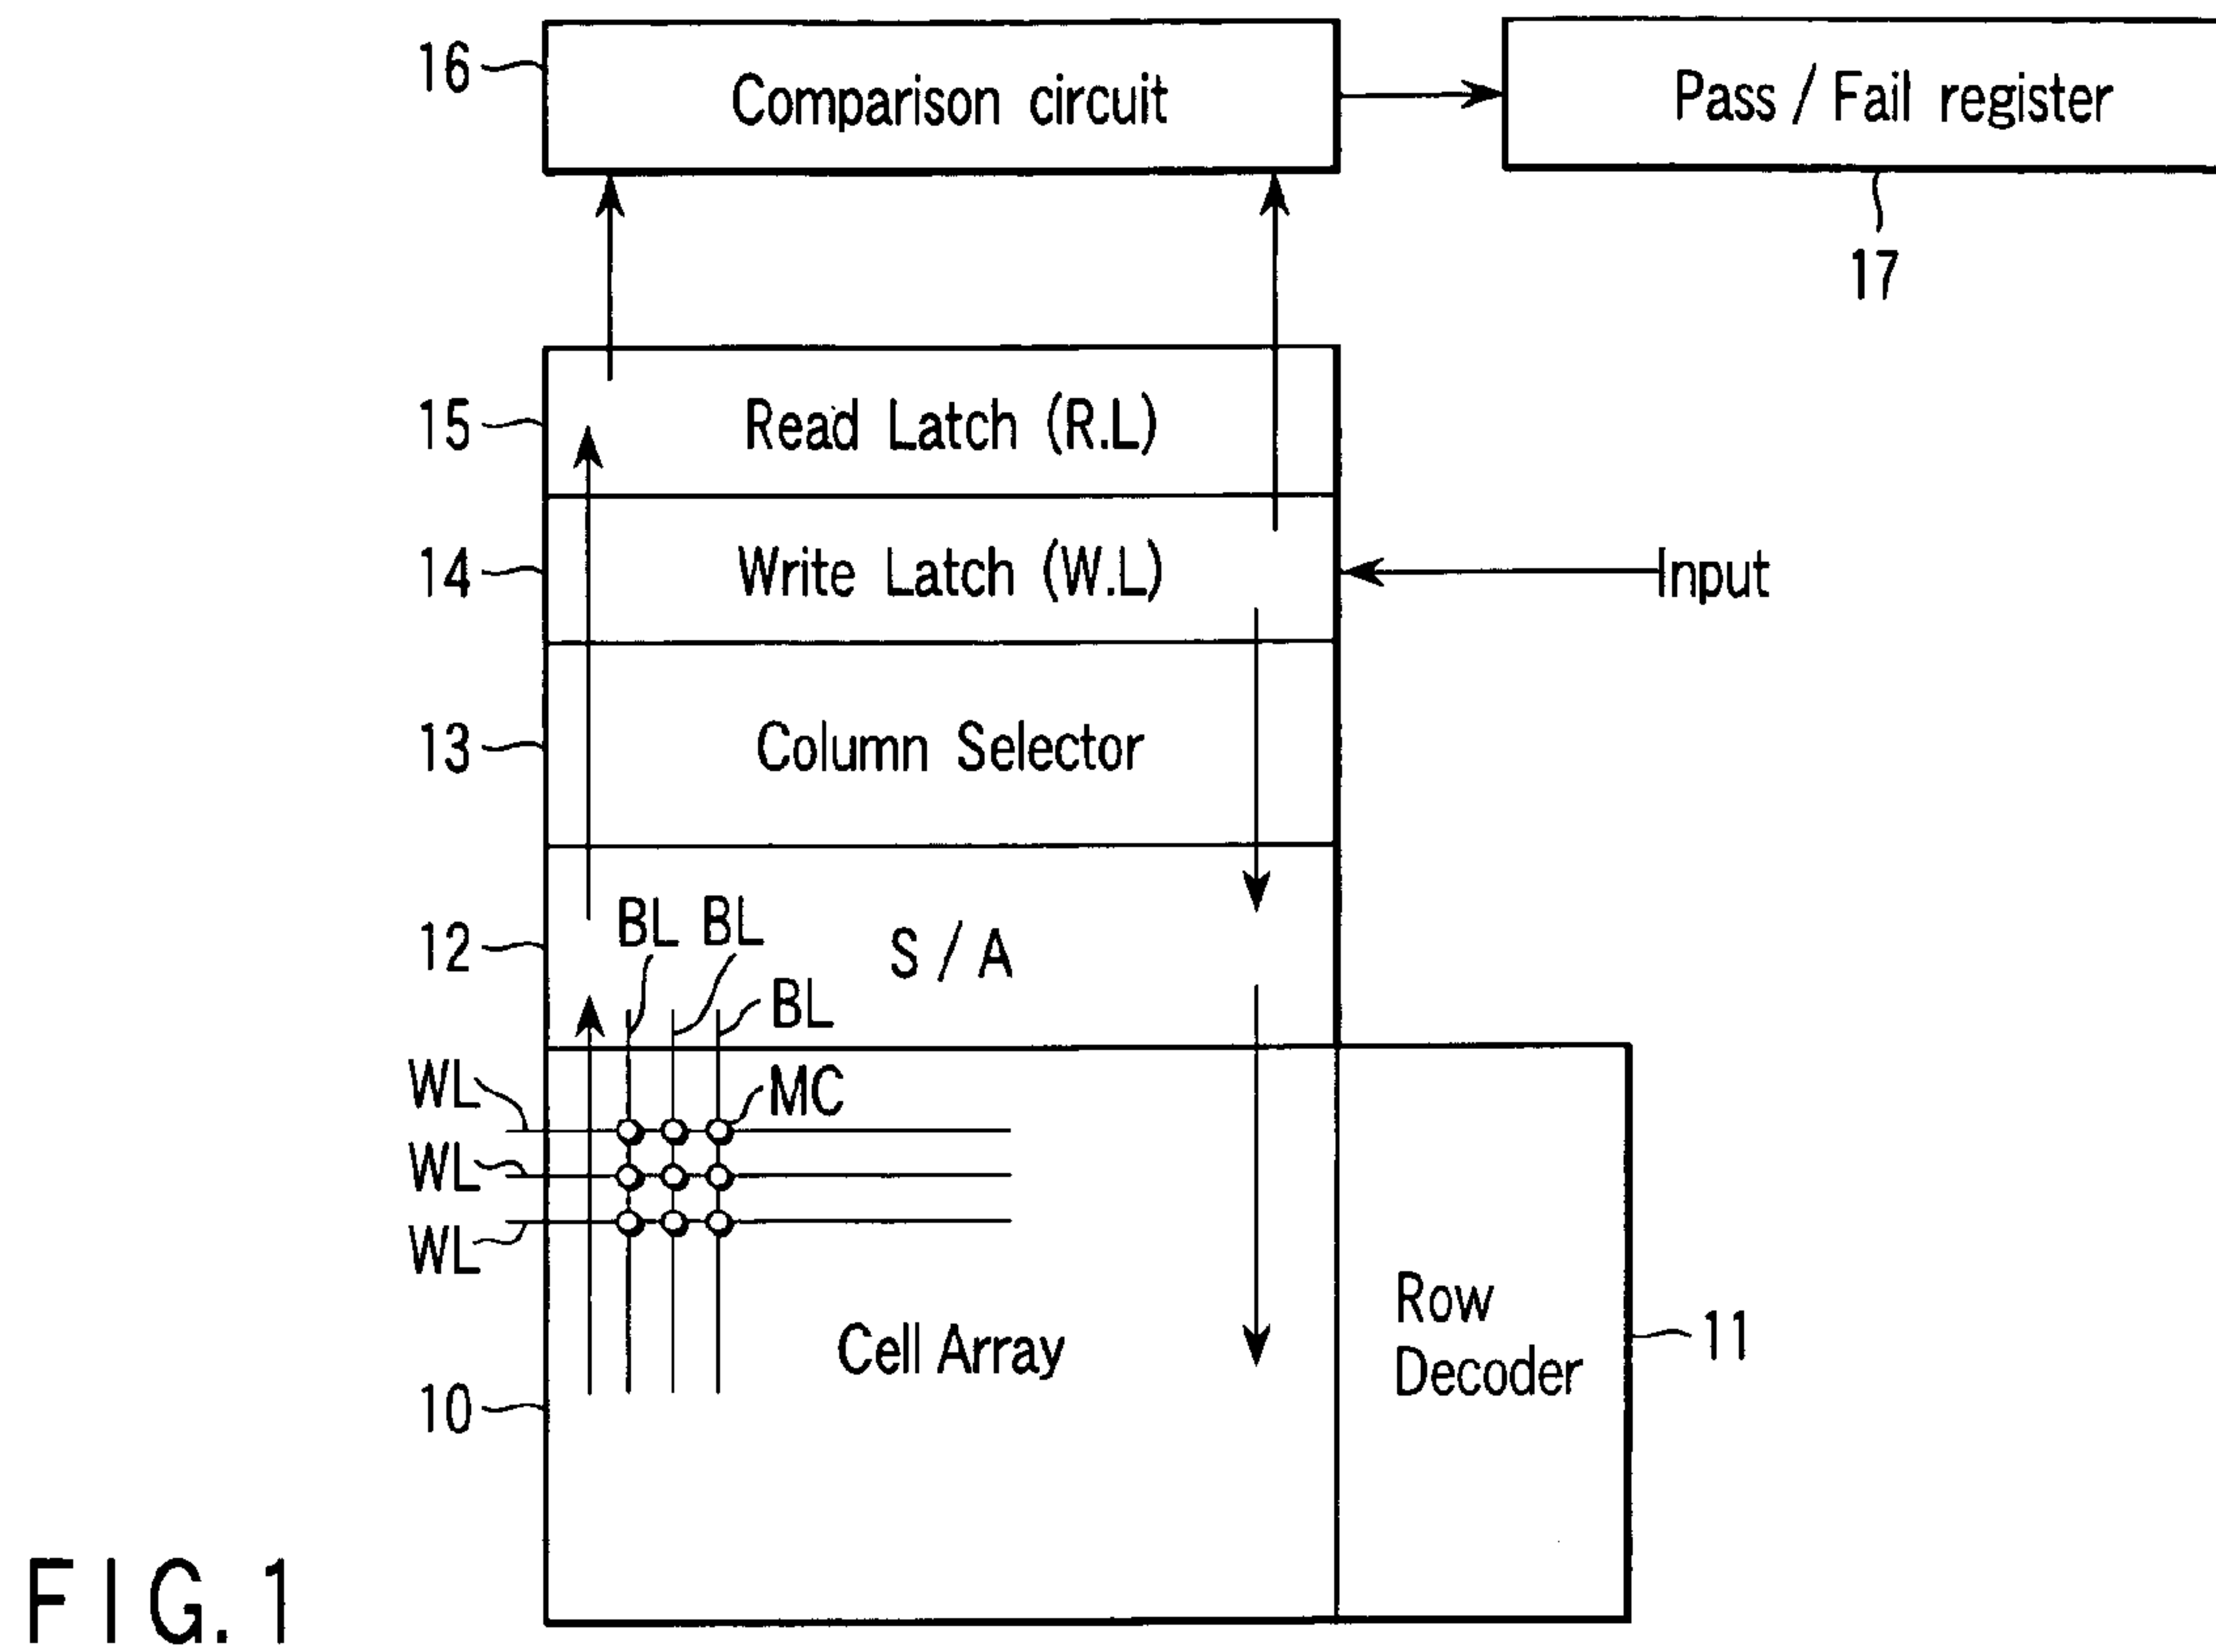 16
Comparison circuit
Pass / Fail register
17
15
Read Latch (R.L)
14
Write Latch (W.L)
Input
13
Column Selector
12
BL
BL
S / A
BL
WL
MC
WL
WL
Row
Decoder
11
Cell Array
10
FIG. 1